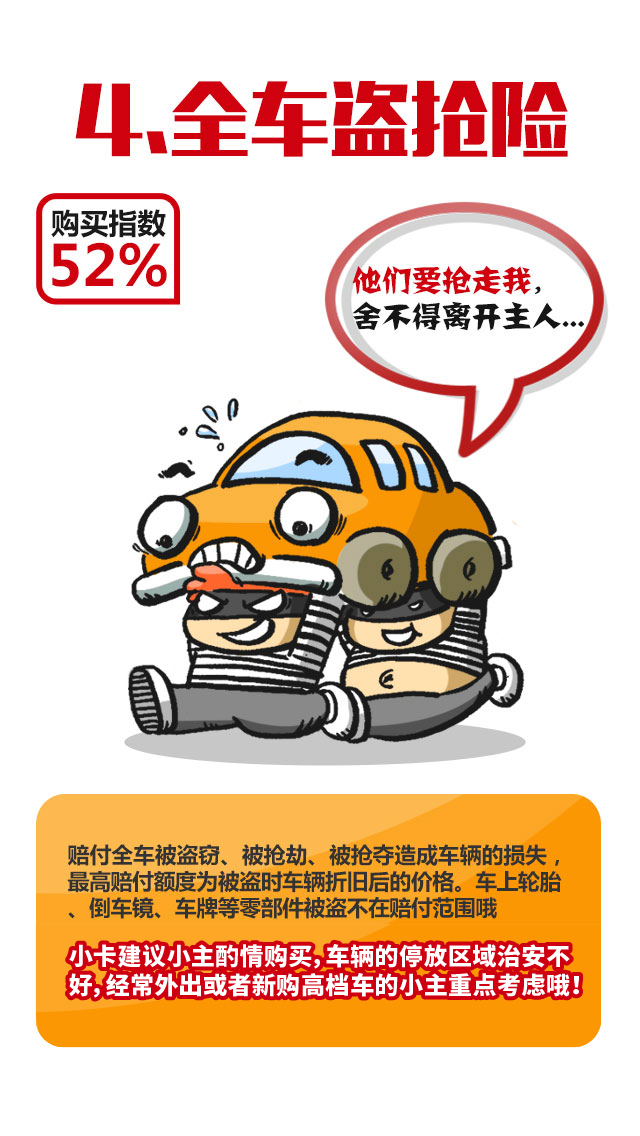 4、全车盗抢险
购买指数
52%
他们要抢走我，
舍不得离开主人...
赔付全车被盗窃、被抢劫、被抢夺造成车辆的损失，
最高赔付额度为被盗时车辆折旧后的价格。车上轮胎
、倒车镜、车牌等零部件被盗不在赔付范围哦
小卡建议小主酌情购买，车辆的停放区域治安不
好，经常外出或者新购高档车的小主重点考虑哦！